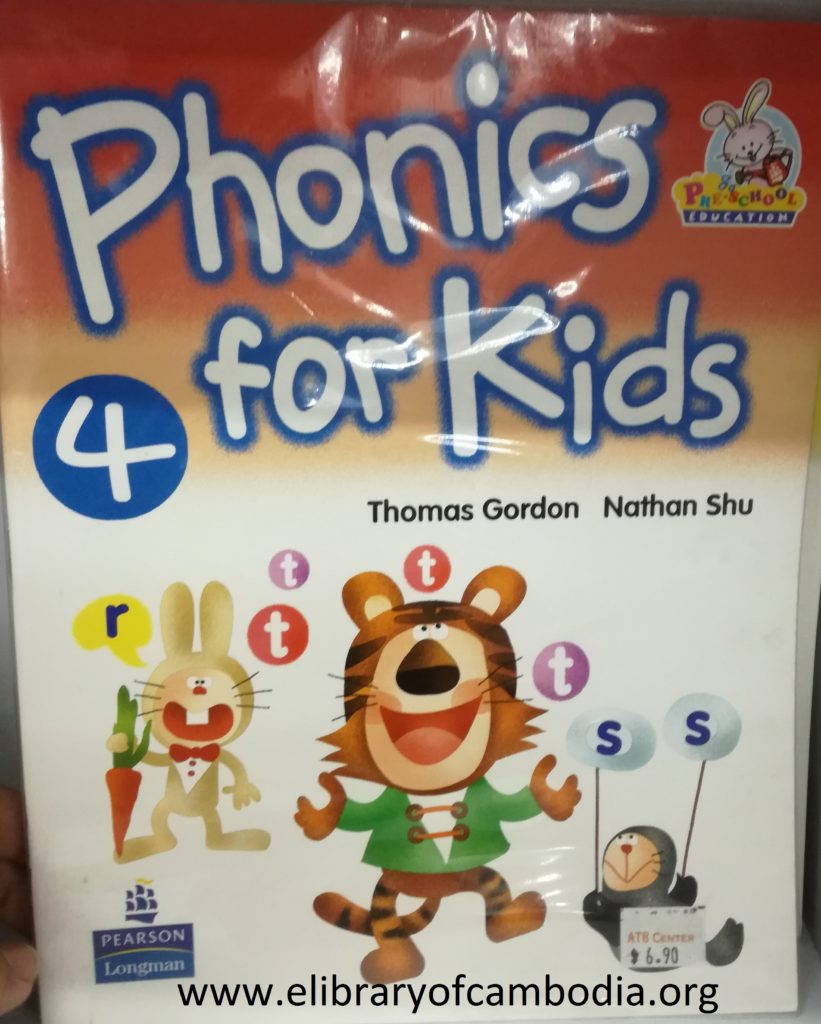 Phonics
for Kids
PRE-SCHOOL
EDUCATION
4
Thomas Gordon   Nathan Shu
t
t
r
t
t
s
s
PEARSON
Longman
ATB CENTER
$ 6.90
www.elibraryofcambodia.org